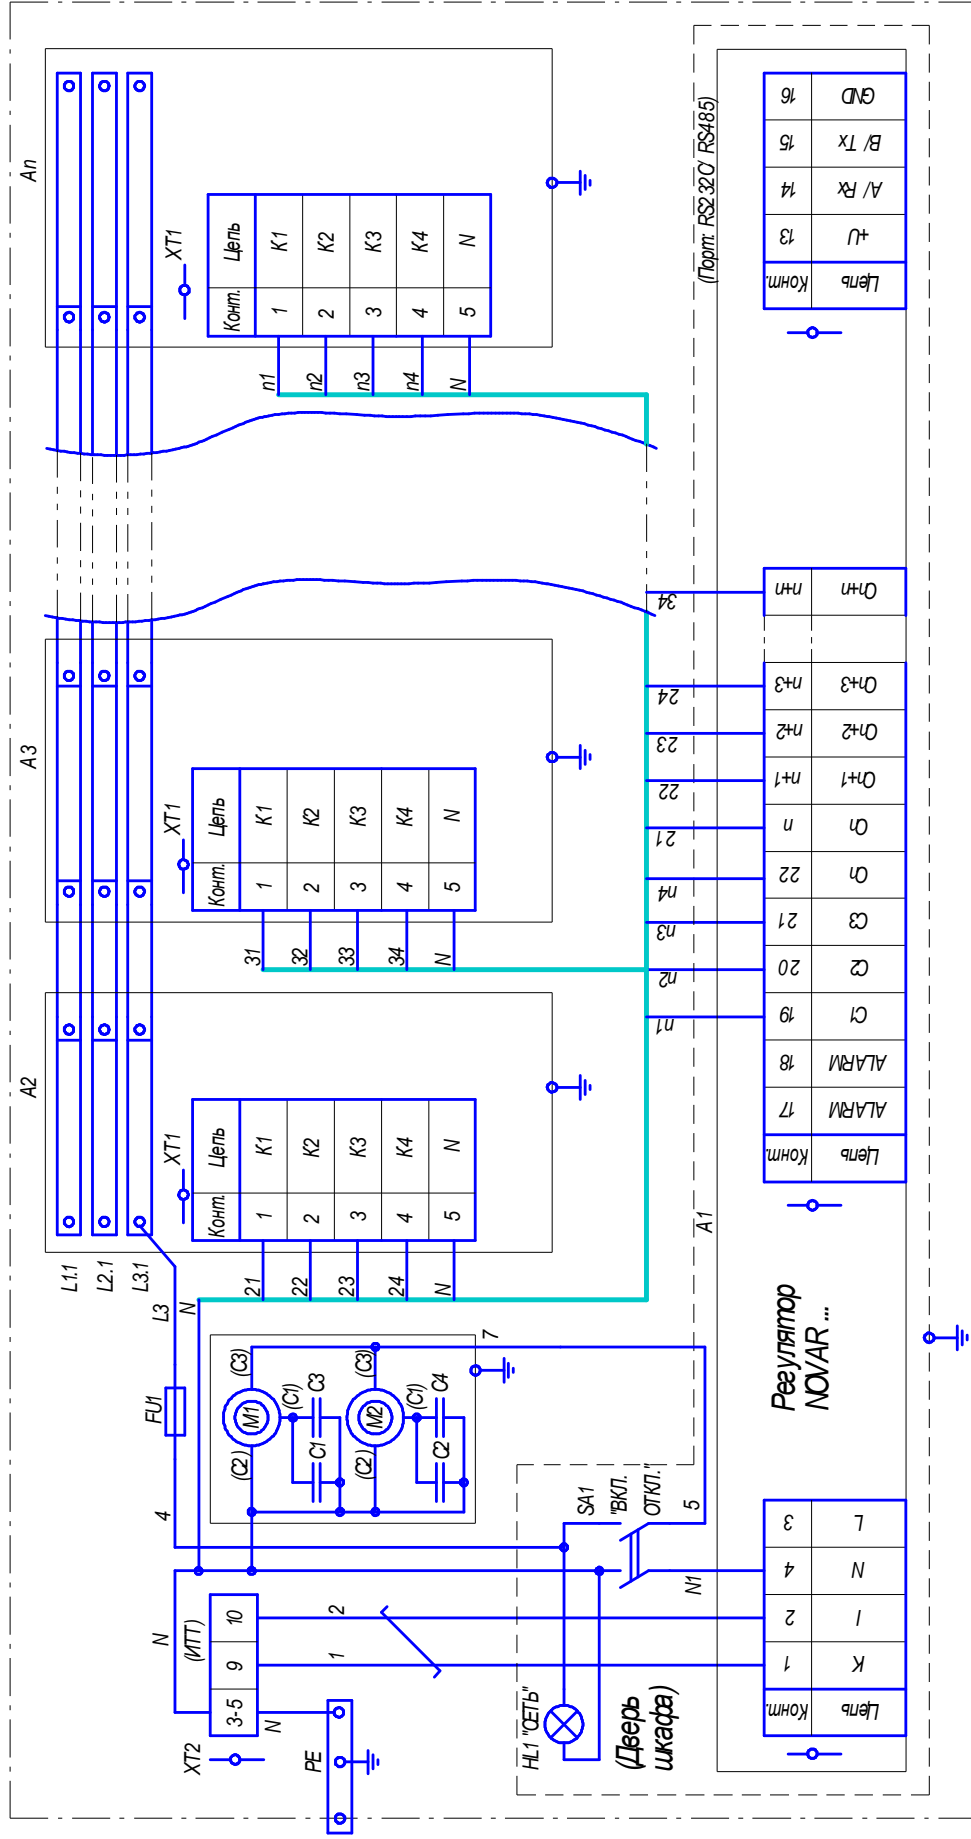 L1.1
L2.1
L3.1
A2
XT1
Конт. Цепь
1 K1
2 K2
3 K3
4 K4
5 N
21
22
23
24
N
A3
XT1
Конт. Цепь
1 K1
2 K2
3 K3
4 K4
5 N
31
32
33
34
N
An
XT1
Конт. Цепь
1 K1
2 K2
3 K3
4 K4
5 N
n1
n2
n3
n4
N
L3
N
FU1
4
M1
(C2)
(C3)
(C1)
C1
C3
M2
(C2)
(C3)
(C1)
C2
C4
7
N
(ИТТ)
XT2
3-5 9 10
N
PE
1
2
HL1 "СЕТЬ"
(Дверь
шкафа)
SA1
"ВКЛ."
ОТКЛ."
5
N1
A1
Регулятор
NOVAR ...
(Порт: RS232C/ RS485)
Конт. Цепь
1 K
2 I
4 N
3 L
n1
n2
n3
n4
21
22
23
24
34
Конт. Цепь
17 ALARM
18 ALARM
19 C1
20 C2
21 C3
22 Cn
n Cn
n+1 Cn+1
n+2 Cn+2
n+3 Cn+3
n+n Cn+n
Конт. Цепь
13 +U
14 A/ Rx
15 B/ Tx
16 GND